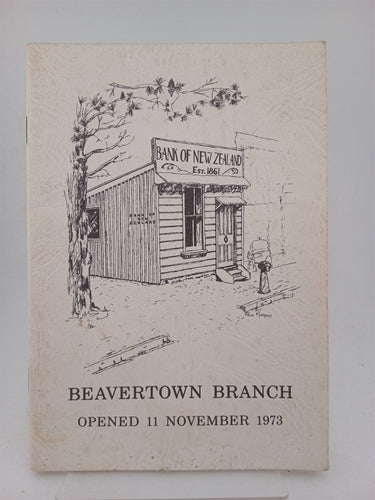 BANK OF NEW ZEALAND
EST. 1861
BEAVERTOWN BRANCH
OPENED 11 NOVEMBER 1973